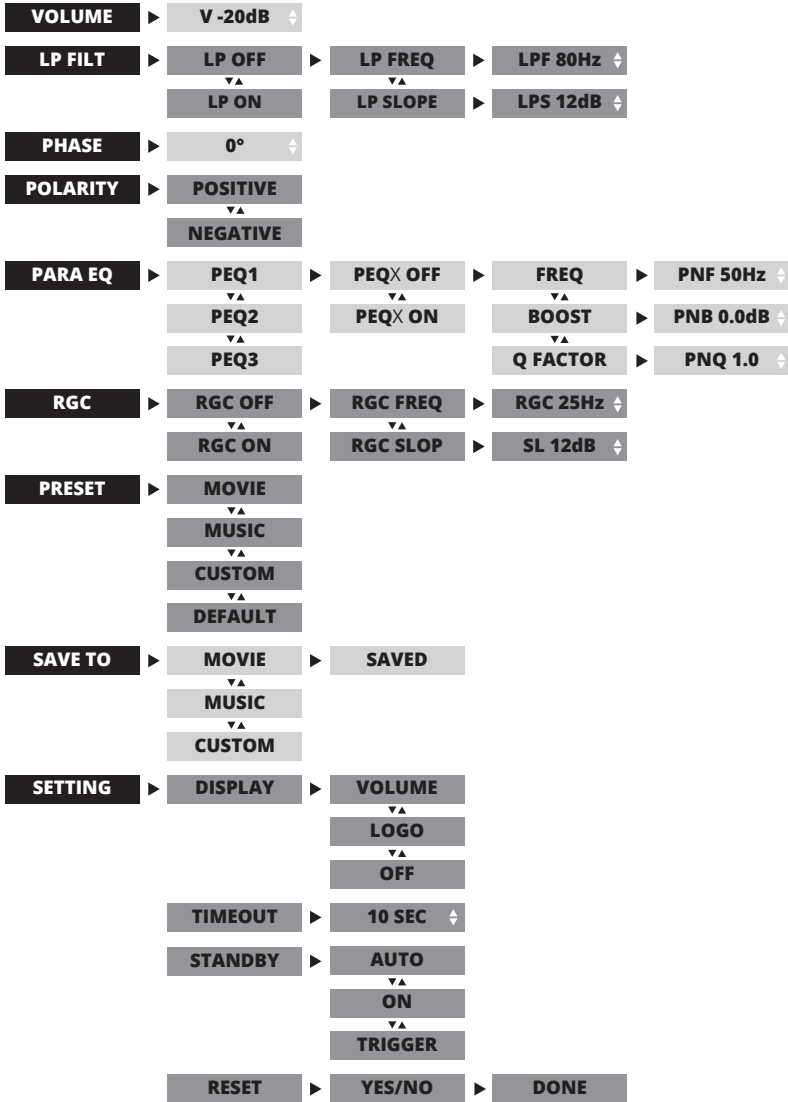 VOLUME ▶ V -20dB
LP FILT ▶ LP OFF ▶ LP FREQ ▶ LPF 80Hz
LP ON LP SLOPE ▶ LPS 12dB
PHASE ▶ 0°
POLARITY ▶ POSITIVE
NEGATIVE
PARA EQ ▶ PEQ1 ▶ PEQX OFF ▶ FREQ ▶ PNF 50Hz
PEQ2 PEQX ON BOOST ▶ PNB 0.0dB
PEQ3 Q FACTOR ▶ PNQ 1.0
RGC ▶ RGC OFF ▶ RGC FREQ ▶ RGC 25Hz
RGC ON RGC SLOP ▶ SL 12dB
PRESET ▶ MOVIE
MUSIC
CUSTOM
DEFAULT
SAVE TO ▶ MOVIE ▶ SAVED
MUSIC
CUSTOM
SETTING ▶ DISPLAY ▶ VOLUME
LOGO
OFF
TIMEOUT ▶ 10 SEC
STANDBY ▶ AUTO
ON
TRIGGER
RESET ▶ YES/NO ▶ DONE